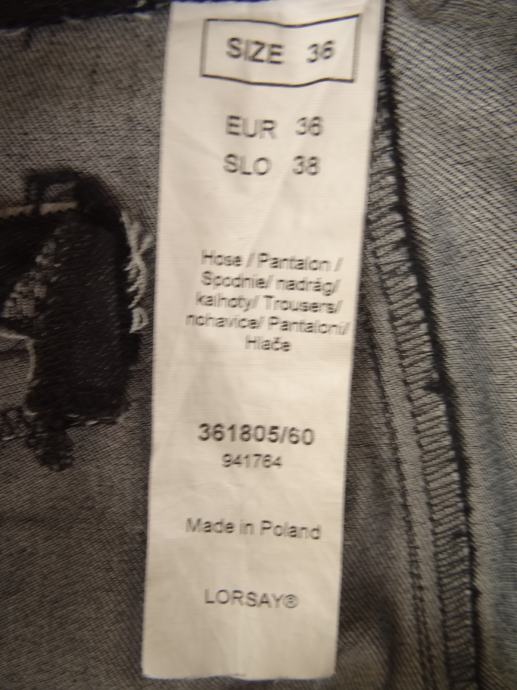 SIZE 36
EUR 36
SLO 38
Hose / Pantalon /
Spodnie/ nadrág/
kalhoty/ Trousers/
nohavice/ Pantaloni/
Hlače
361805/60
941764
Made in Poland
LORSAY®